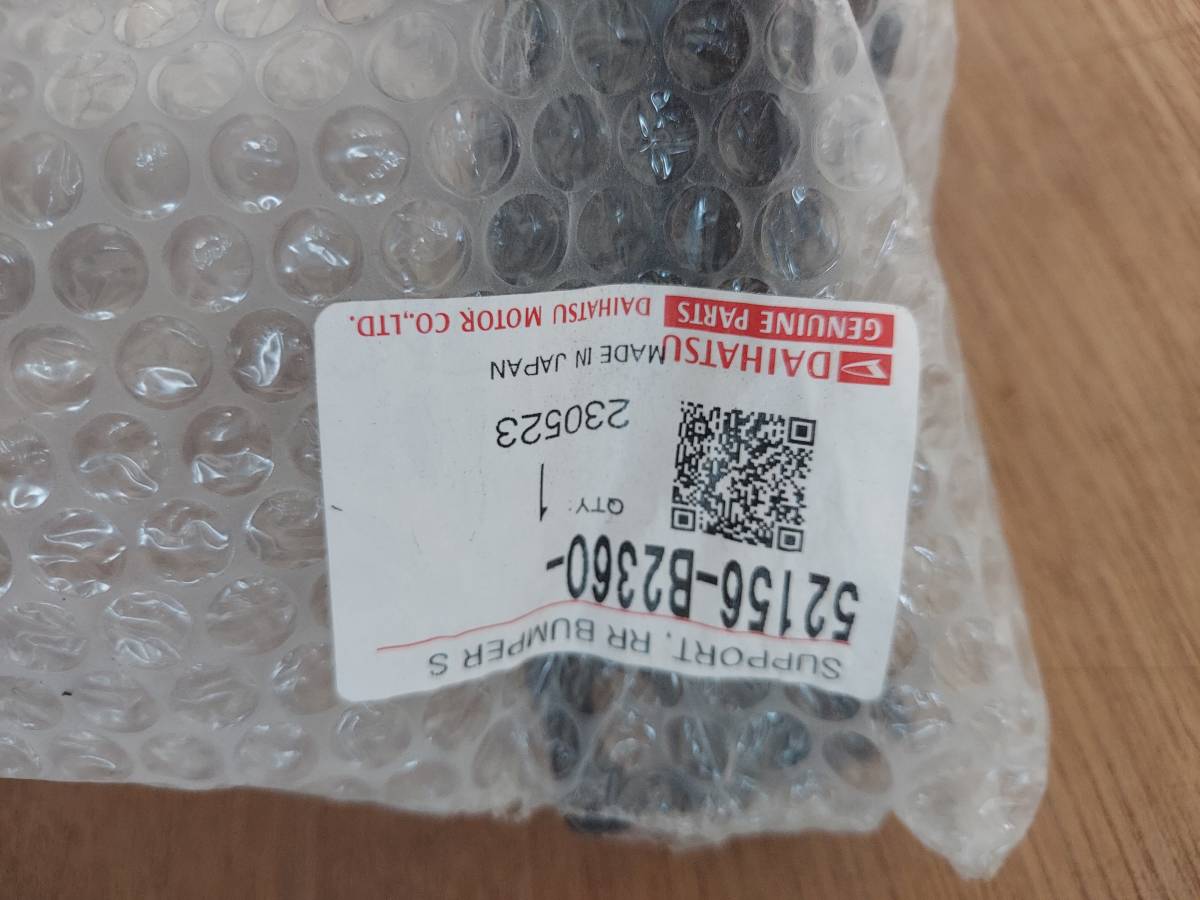 SUPPORT, RR BUMPER S
52156-B2360-
QTY: 1
230523
MADE IN JAPAN
DAIHATSU
GENUINE PARTS
DAIHATSU MOTOR CO.,LTD.